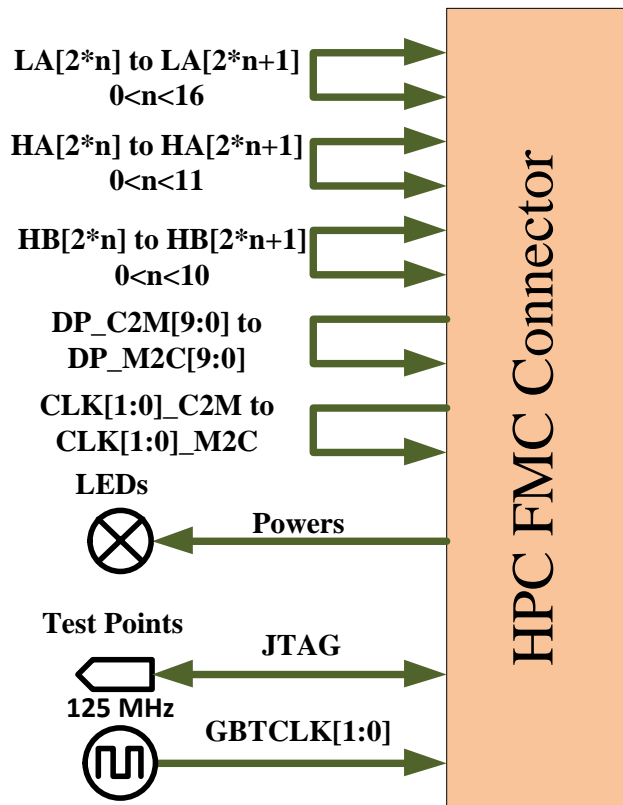 LA[2*n] to LA[2*n+1]
0<n<16
HA[2*n] to HA[2*n+1]
0<n<11
HB[2*n] to HB[2*n+1]
0<n<10
DP_C2M[9:0] to
DP_M2C[9:0]
CLK[1:0]_C2M to
CLK[1:0]_M2C
LEDs
Powers
Test Points
JTAG
125 MHz
GBTCLK[1:0]
HPC FMC Connector